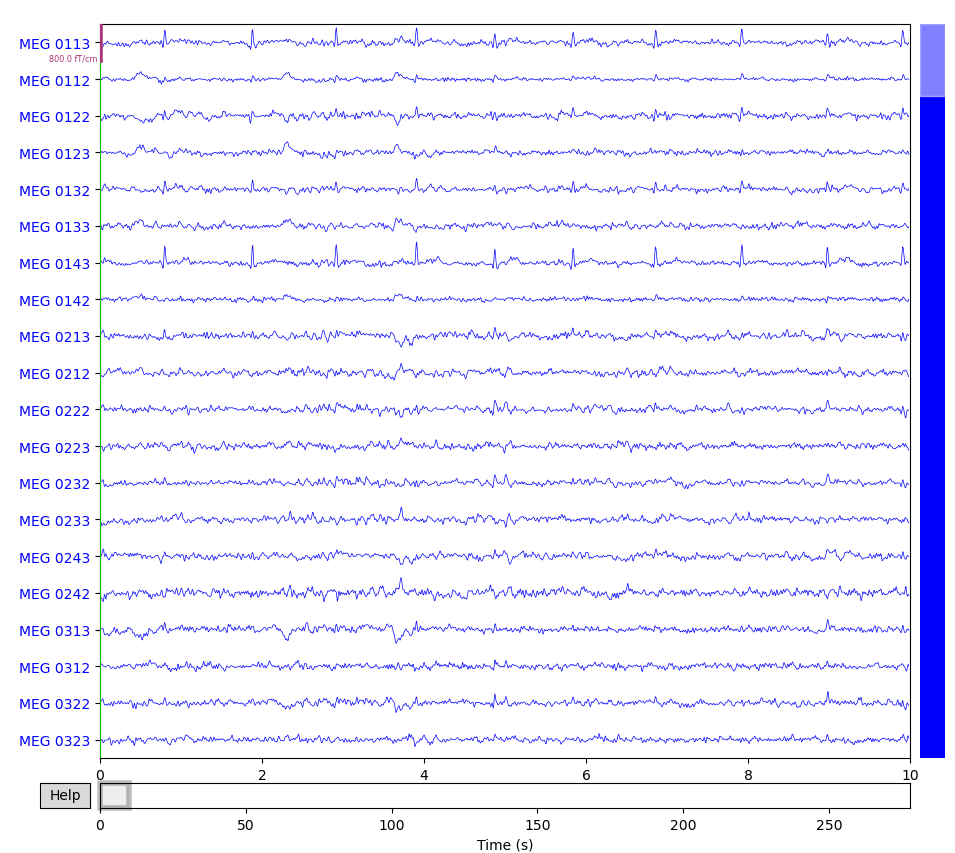 MEG 0113
800.0 fT/cm
MEG 0112
MEG 0122
MEG 0123
MEG 0132
MEG 0133
MEG 0143
MEG 0142
MEG 0213
MEG 0212
MEG 0222
MEG 0223
MEG 0232
MEG 0233
MEG 0243
MEG 0242
MEG 0313
MEG 0312
MEG 0322
MEG 0323
0 2 4 6 8 10
Help
0 50 100 150 200 250
Time (s)